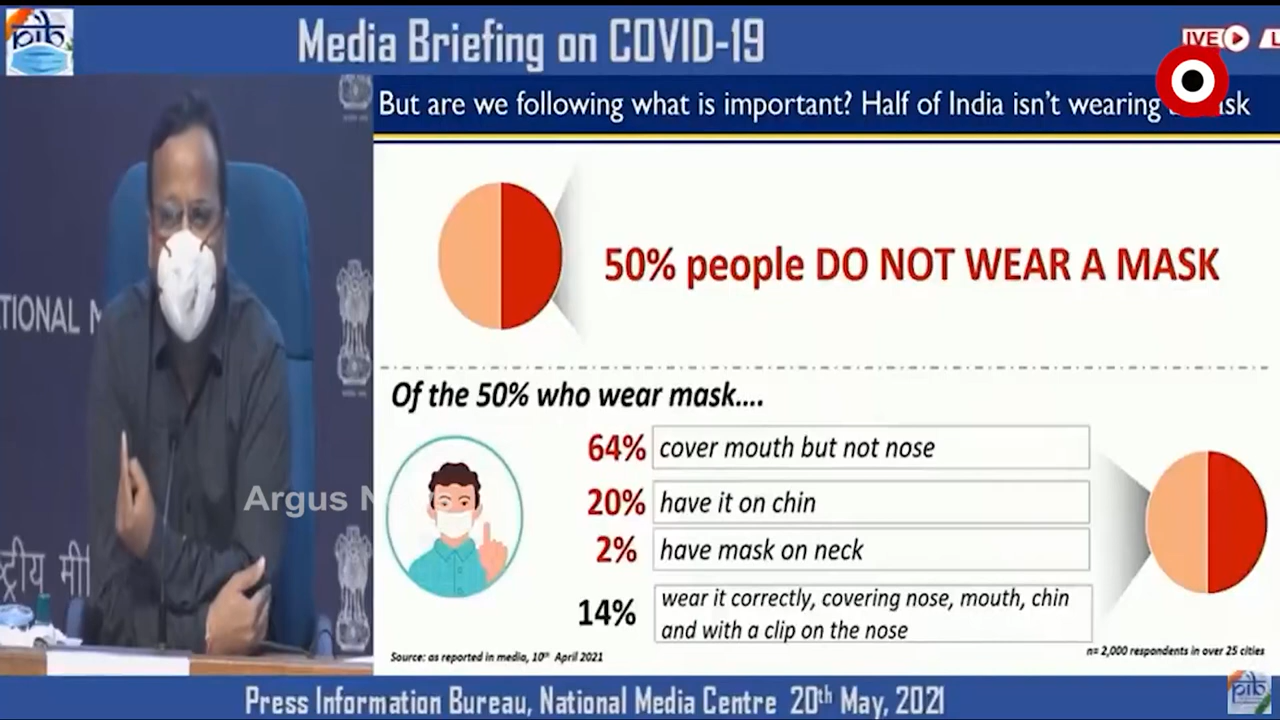 Media Briefing on COVID-19
IVE
But are we following what is important? Half of India isn't wearing
50% people DO NOT WEAR A MASK
Of the 50% who wear mask....
64% cover mouth but not nose
20% have it on chin
2% have mask on neck
14% wear it correctly, covering nose, mouth, chin
and with a clip on the nose
Source: as reported in media, 10th April 2021
n= 2,000 respondents in over 25 cities
Argus
Press Information Bureau, National Media Centre 20th May, 2021
pib